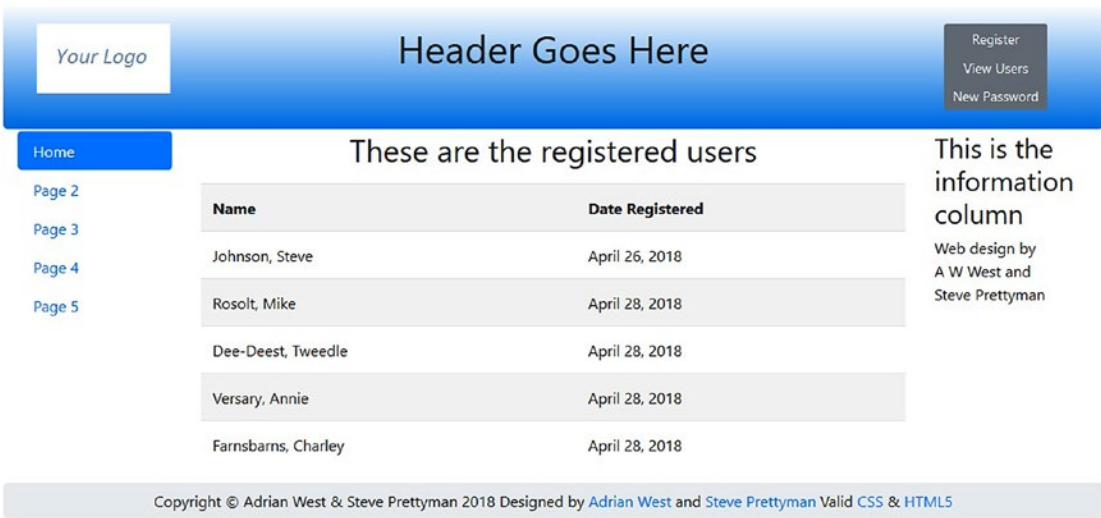 Your Logo
Header Goes Here
Register
View Users
New Password
Home
Page 2
Page 3
Page 4
Page 5
These are the registered users
Name Date Registered
Johnson, Steve April 26, 2018
Rosolt, Mike April 28, 2018
Dee-Deest, Tweedle April 28, 2018
Versary, Annie April 28, 2018
Farnsbarns, Charley April 28, 2018
This is the
information
column
Web design by
A W West and
Steve Prettyman
Copyright © Adrian West & Steve Prettyman 2018 Designed by Adrian West and Steve Prettyman Valid CSS & HTML5